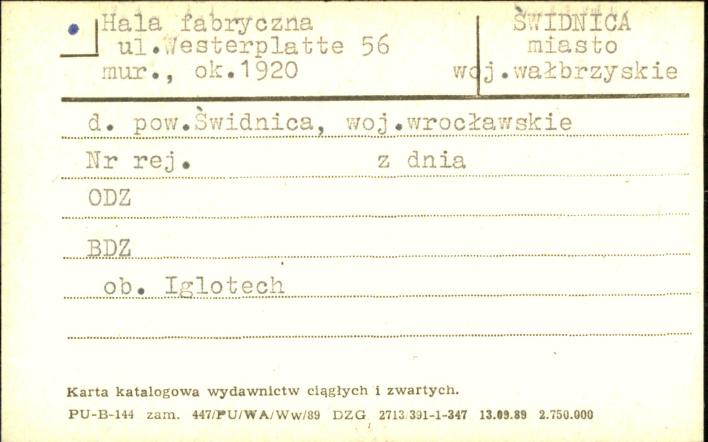 Hala fabryczna
ul.Westerplatte 56
mur., ok.1920
ŚWIDNICA
miasto
woj.wałbrzyskie
d. pow.Świdnica, woj.wrocławskie
Nr rej. z dnia
ODZ
BDZ
ob. Iglotech
Karta katalogowa wydawnictw ciągłych i zwartych.
PU-B-144 zam. 447/PU/WA/Ww/89 DZG 2713/391-1-347 13.09.89 2.750.000